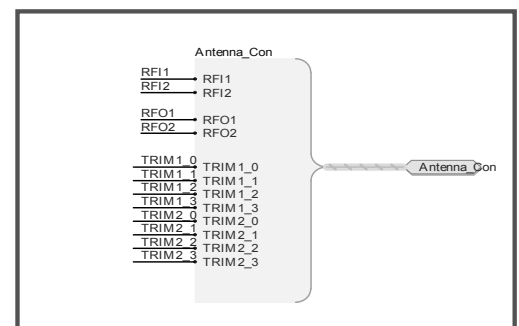 Antenna_Con
RFI1 RFI1
RFI2 RFI2
RFO1 RFO1
RFO2 RFO2
TRIM1_0 TRIM1_0
TRIM1_1 TRIM1_1
TRIM1_2 TRIM1_2
TRIM1_3 TRIM1_3
TRIM2_0 TRIM2_0
TRIM2_1 TRIM2_1
TRIM2_2 TRIM2_2
TRIM2_3 TRIM2_3
Antenna_Con